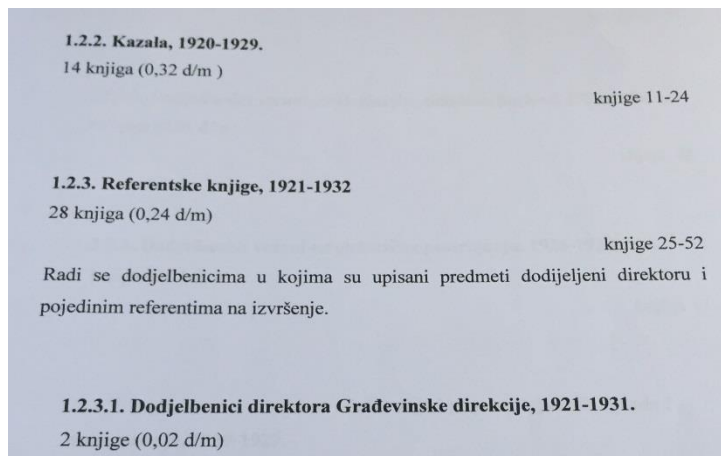 1.2.2. Kazala, 1920-1929.
14 knjiga (0,32 d/m )
knjige 11-24
1.2.3. Referentske knjige, 1921-1932
28 knjiga (0,24 d/m)
knjige 25-52
Radi se dodjelbenicima u kojima su upisani predmeti dodijeljeni direktoru i
pojedinim referentima na izvršenje.
1.2.3.1. Dodjelbenici direktora Građevinske direkcije, 1921-1931.
2 knjige (0,02 d/m)